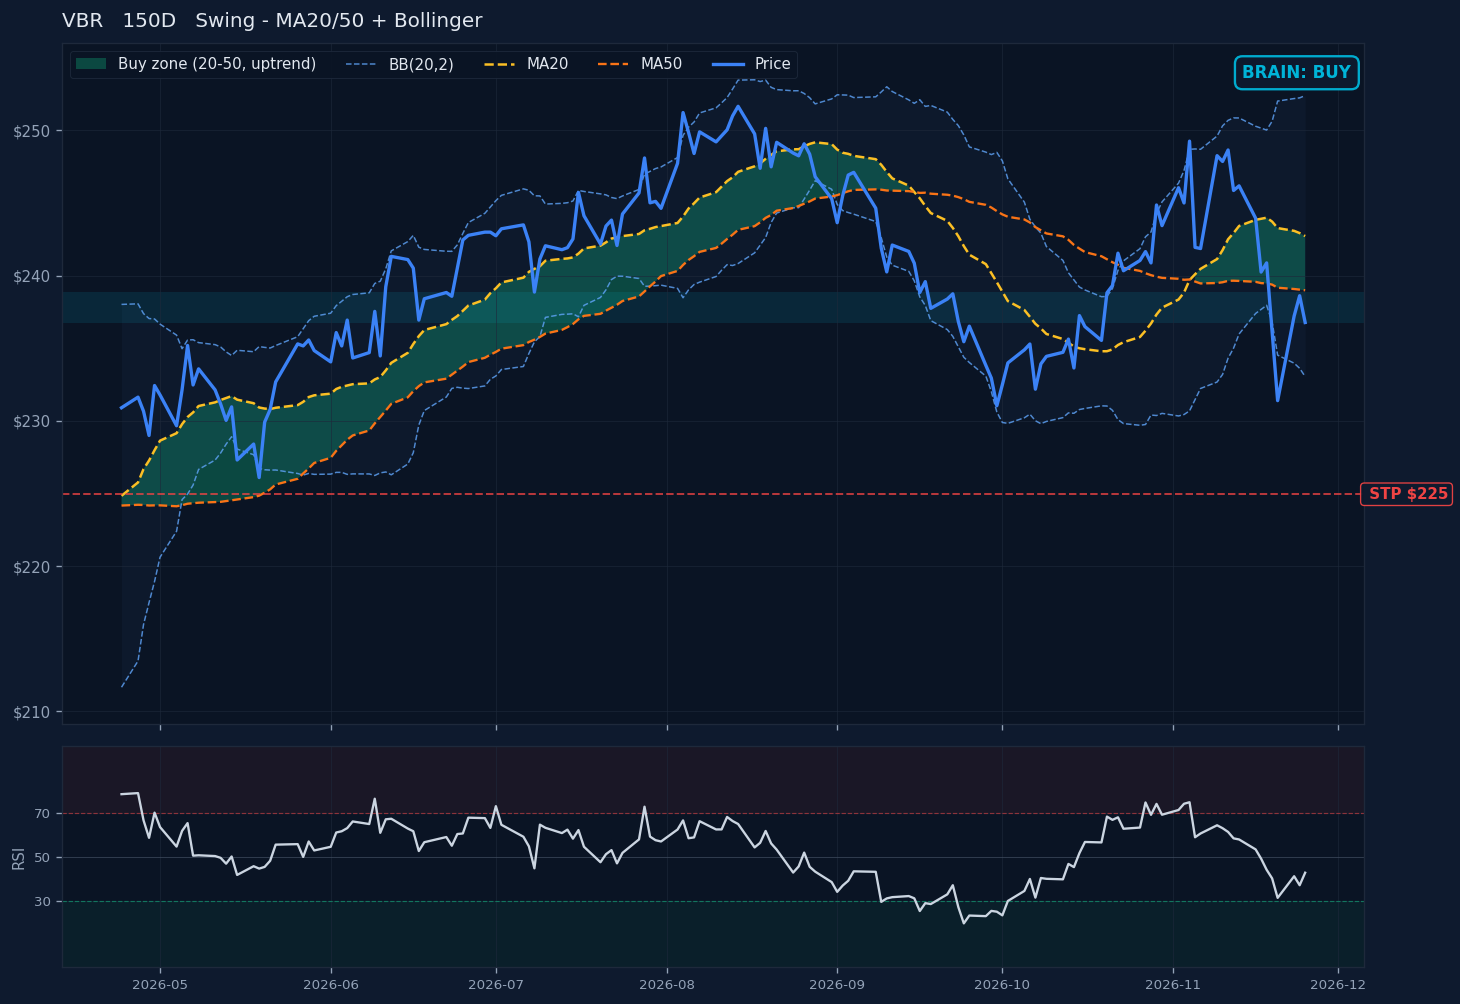 VBR 150D Swing - MA20/50 + Bollinger
Buy zone (20-50, uptrend) BB(20,2) MA20 MA50 Price
BRAIN: BUY
$250
$240
$230
STP $225
$220
$210
70
50
30
RSI
2026-05 2026-06 2026-07 2026-08 2026-09 2026-10 2026-11 2026-12